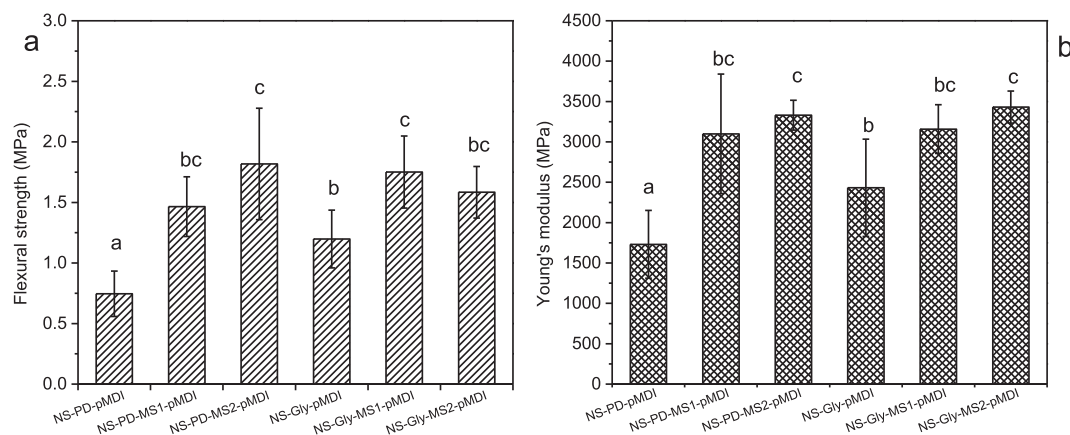 a
Flexural strength (MPa)
3.0
2.5
2.0
1.5
1.0
0.5
0.0
a
bc
c
b
c
bc
NS-PD-pMDI
NS-PD-MS1-pMDI
NS-PD-MS2-pMDI
NS-Gly-pMDI
NS-Gly-MS1-pMDI
NS-Gly-MS2-pMDI
b
Young's modulus (MPa)
4500
4000
3500
3000
2500
2000
1500
1000
500
0
a
bc
c
b
bc
c
NS-PD-pMDI
NS-PD-MS1-pMDI
NS-PD-MS2-pMDI
NS-Gly-pMDI
NS-Gly-MS1-pMDI
NS-Gly-MS2-pMDI